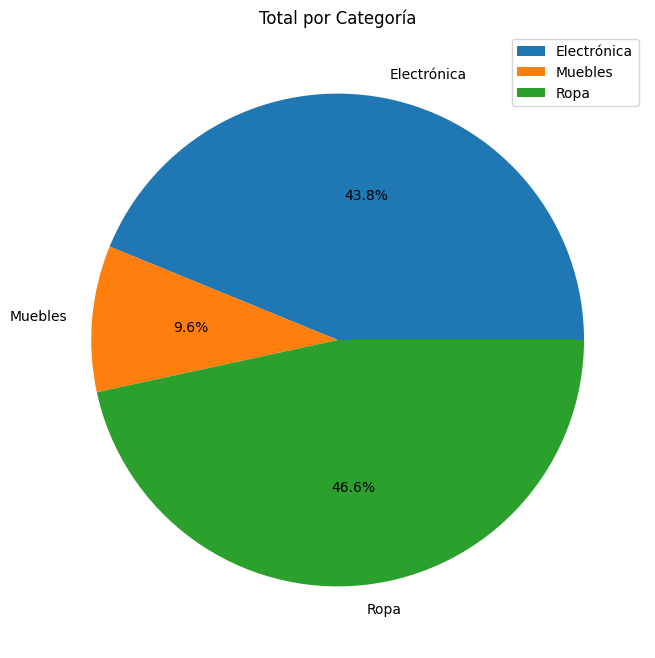 Total por Categoría
Electrónica
Muebles
Ropa
Electrónica
43.8%
Muebles
9.6%
46.6%
Ropa